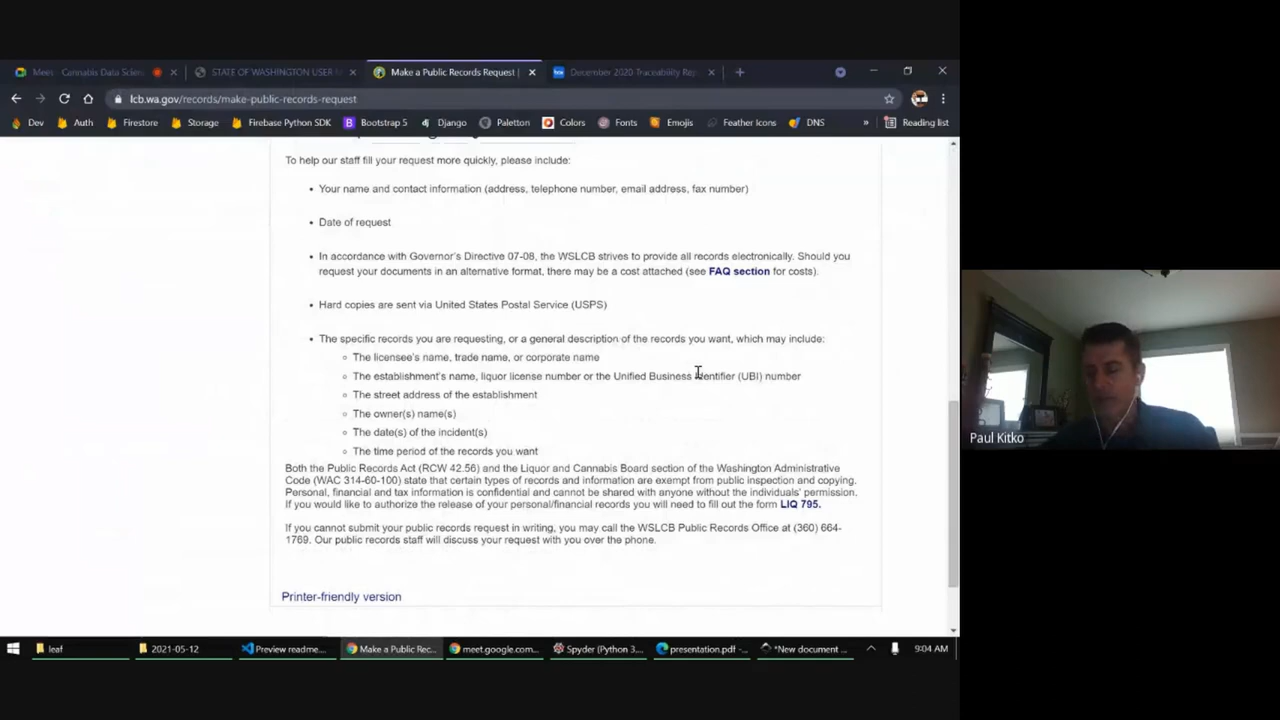 Meet - Cannabis Data Scien
STATE OF WASHINGTON USER
Make a Public Records Request |
box
December 2020 Traceability Rep
lcb.wa.gov/records/make-public-records-request
Dev
Auth
Firestore
Storage
Firebase Python SDK
B
Bootstrap 5
dj
Django
Paletton
Colors
Fonts
Emojis
Feather Icons
DNS
»
Reading list
To help our staff fill your request more quickly, please include:
• Your name and contact information (address, telephone number, email address, fax number)
• Date of request
• In accordance with Governor's Directive 07-08, the WSLCB strives to provide all records electronically. Should you
request your documents in an alternative format, there may be a cost attached (see FAQ section for costs).
• Hard copies are sent via United States Postal Service (USPS)
• The specific records you are requesting, or a general description of the records you want, which may include:
The licensee's name, trade name, or corporate name
The establishment's name, liquor license number or the Unified Business Identifier (UBI) number
The street address of the establishment
The owner(s) name(s)
The date(s) of the incident(s)
The time period of the records you want
Both the Public Records Act (RCW 42.56) and the Liquor and Cannabis Board section of the Washington Administrative
Code (WAC 314-60-100) state that certain types of records and information are exempt from public inspection and copying.
Personal, financial and tax information is confidential and cannot be shared with anyone without the individuals' permission.
If you would like to authorize the release of your personal/financial records you will need to fill out the form LIQ 795.
If you cannot submit your public records request in writing, you may call the WSLCB Public Records Office at (360) 664-
1769. Our public records staff will discuss your request with you over the phone.
Printer-friendly version
Paul Kitko
leaf
2021-05-12
Preview readme....
Make a Public Rec...
meet.google.com...
Spyder (Python 3....
presentation.pdf -...
*New document ...
9:04 AM